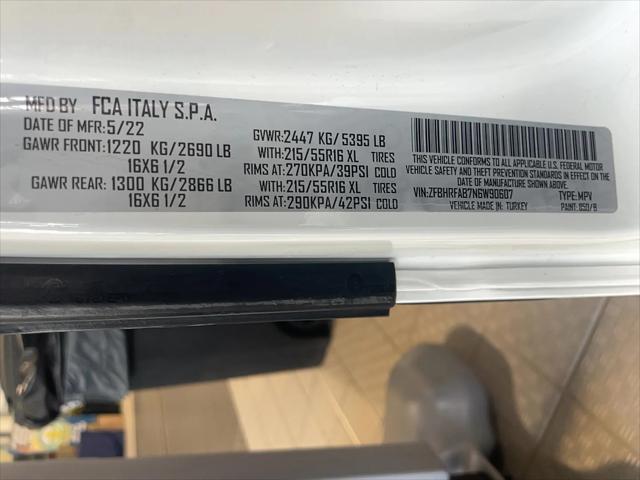 MFD BY FCA ITALY S.P.A.
DATE OF MFR: 5/22 GVWR: 2447 KG/ 5395 LB
GAWR FRONT: 1220 KG/2690 LB WITH: 215/55R16 XL TIRES
16X6 1/2 RIMS AT: 270KPA/39PSI COLD
GAWR REAR: 1300 KG/2866 LB WITH: 215/55R16 XL TIRES
16X6 1/2 RIMS AT: 290KPA/42PSI COLD
THIS VEHICLE CONFORMS TO ALL APPLICABLE U.S. FEDERAL MOTOR
VEHICLE SAFETY AND THEFT PREVENTION STANDARDS IN EFFECT ON THE
DATE OF MANUFACTURE SHOWN ABOVE.
VIN: ZFBHRFAB7N6W90607 TYPE: MPV
VEHICLE MADE IN: TURKEY PAINT: 050/B